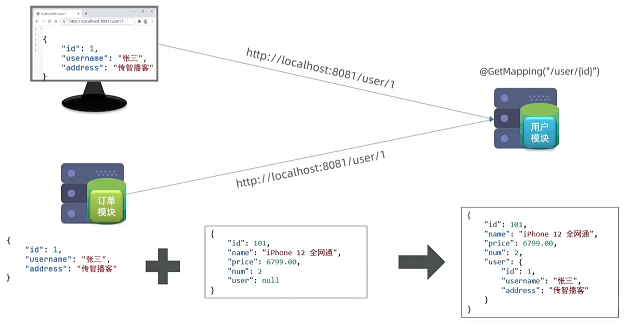 http://localhost:8081/user/1
{
"id": 1,
"username": "张三",
"address": "传智播客"
}
http://localhost:8081/user/1
@GetMapping("/user/{id}")
用户
模块
http://localhost:8081/user/1
订单
模块
{
"id": 1,
"username": "张三",
"address": "传智播客"
}
{
"id": 101,
"name": "iPhone 12 全网通",
"price": 6799.00,
"num": 2
"user": null
}
{
"id": 101,
"name": "iPhone 12 全网通",
"price": 6799.00,
"num": 2,
"user": {
"id": 1,
"username": "张三",
"address": "传智播客"
}
}